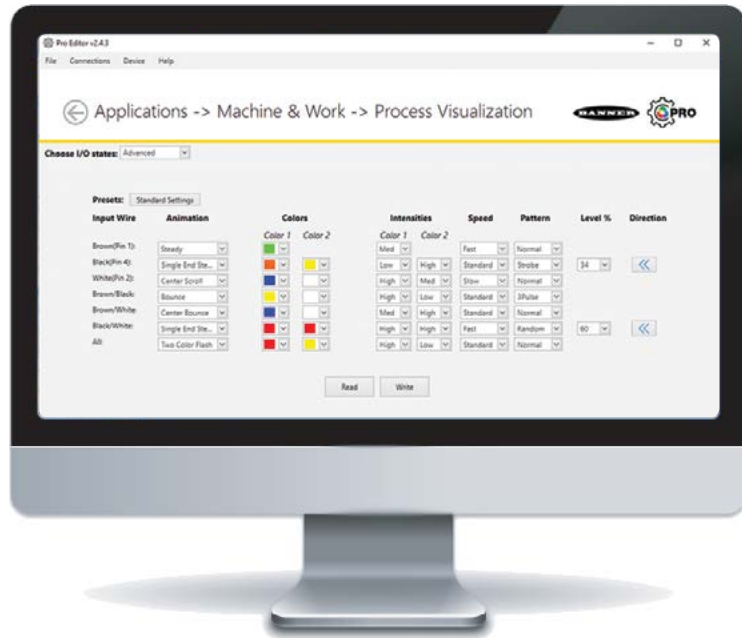 Pro Editor v2.4.3
File Connections Device Help
Applications -> Machine & Work -> Process Visualization BANNER PRO
Choose I/O states: Advanced
Presets: Standard Settings
Input Wire Animation Colors Intensities Speed Pattern Level % Direction
Color 1 Color 2 Color 1 Color 2
Brown(Pin 1): Steady Med Fast Normal
Black(Pin 4): Single End Ste... Low High Standard Strobe 34
White(Pin 2): Center Scroll High Med Slow Normal
Brown/Black: Bounce High Low Standard 3Pulse
Brown/White: Center Bounce Med High Standard Normal
Black/White: Single End Ste... High High Fast Random 60
All: Two Color Flash High Low Standard Normal
Read Write